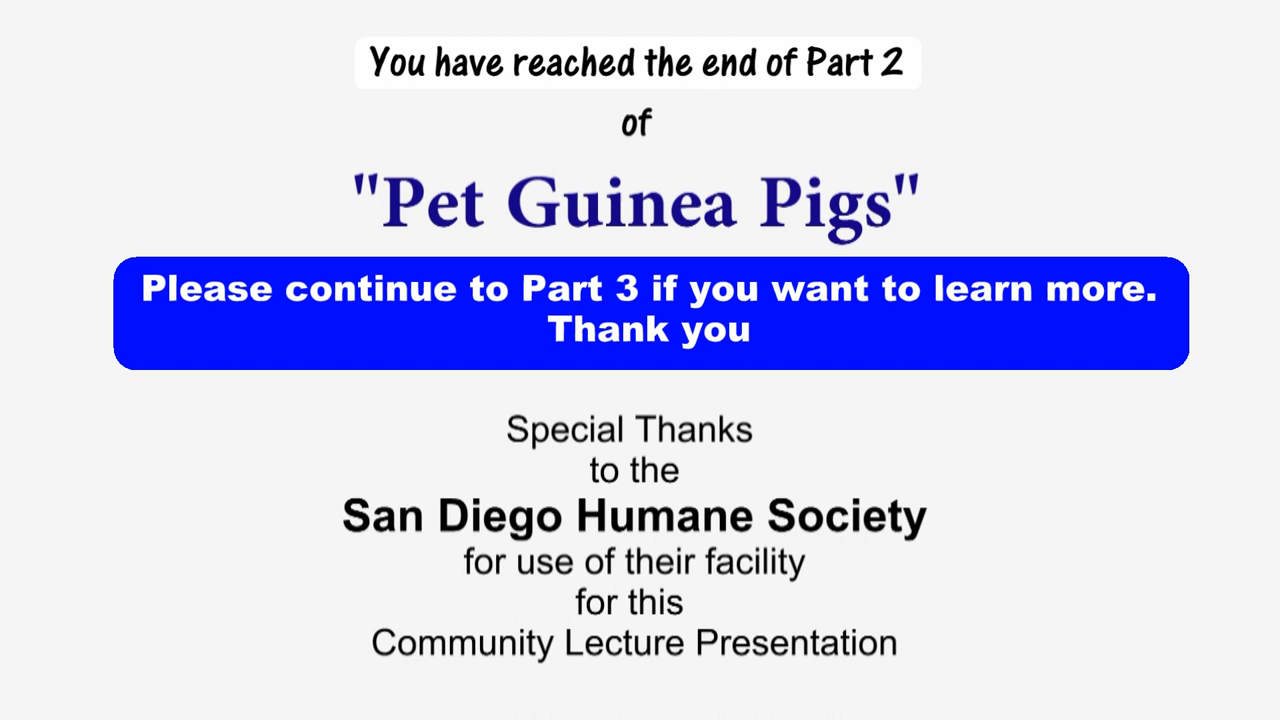 You have reached the end of Part 2
of
"Pet Guinea Pigs"
Please continue to Part 3 if you want to learn more.
Thank you
Special Thanks
to the
San Diego Humane Society
for use of their facility
for this
Community Lecture Presentation